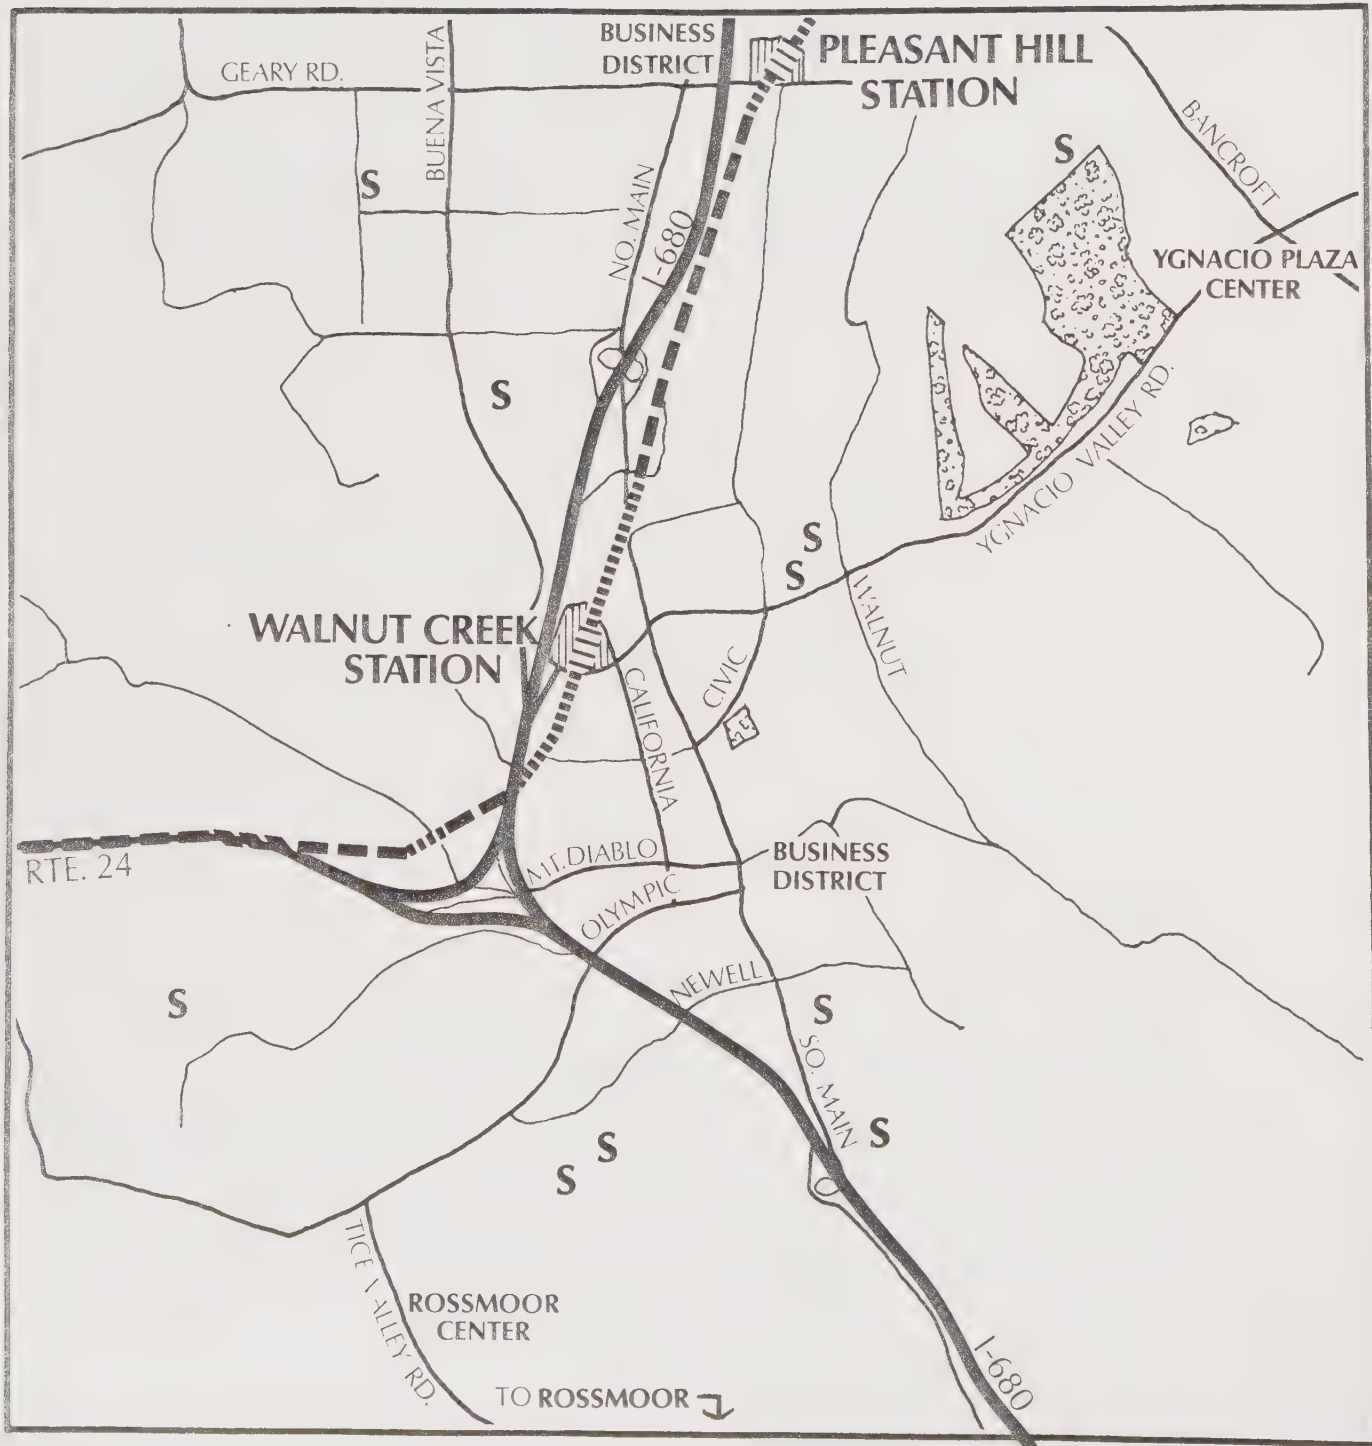 BUSINESS
DISTRICT
PLEASANT HILL
STATION
GEARY RD.
BUENA VISTA
BANCROFT
S
S
NO. MAIN
I-680
YGNACIO PLAZA
CENTER
S
YGNACIO VALLEY RD.
S
S
WALNUT
WALNUT CREEK
STATION
CIVIC
CALIFORNIA
RTE. 24
MT. DIABLO
BUSINESS
DISTRICT
OLYMPIC
NEWELL
S
S
SO. MAIN
S
S
S
TICE VALLEY RD.
ROSSMOOR
CENTER
I-680
TO ROSSMOOR